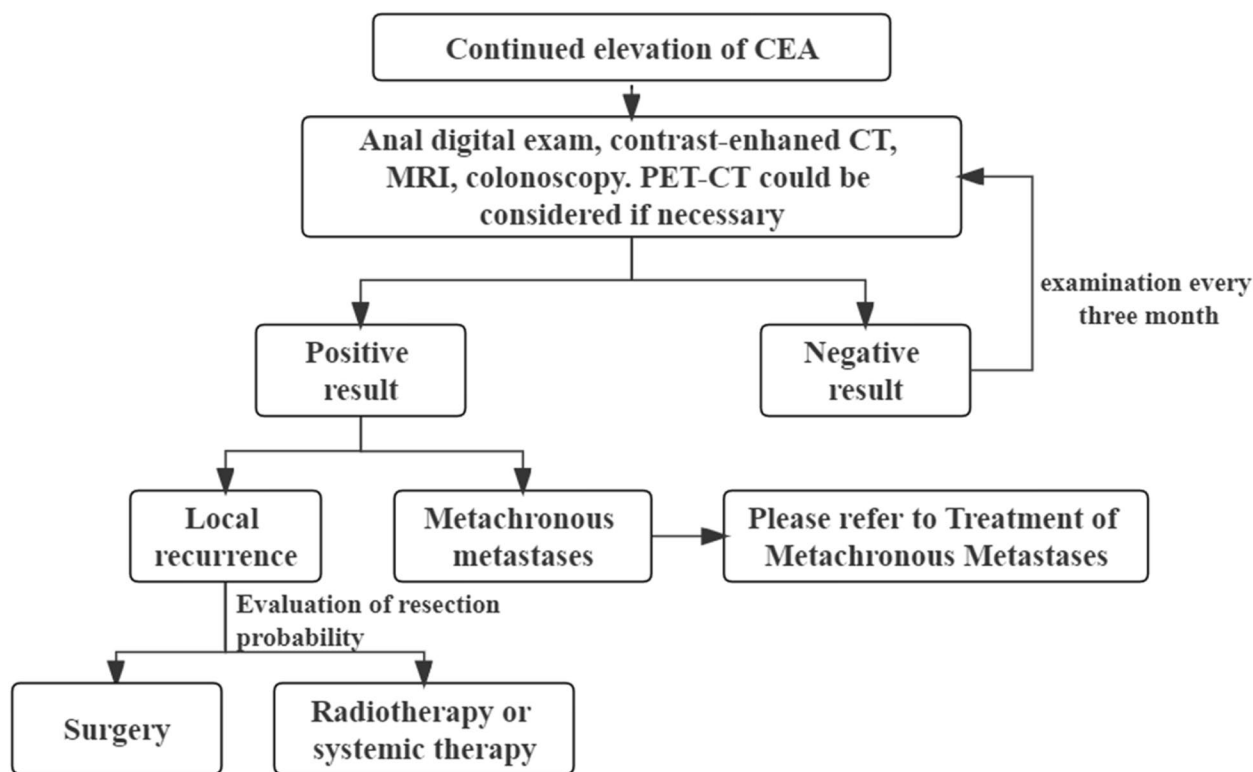 Continued elevation of CEA
Anal digital exam, contrast-enhaned CT,
MRI, colonoscopy. PET-CT could be
considered if necessary
examination every
three month
Positive
result
Negative
result
Local
recurrence
Metachronous
metastases
Please refer to Treatment of
Metachronous Metastases
Evaluation of resection
probability
Surgery
Radiotherapy or
systemic therapy